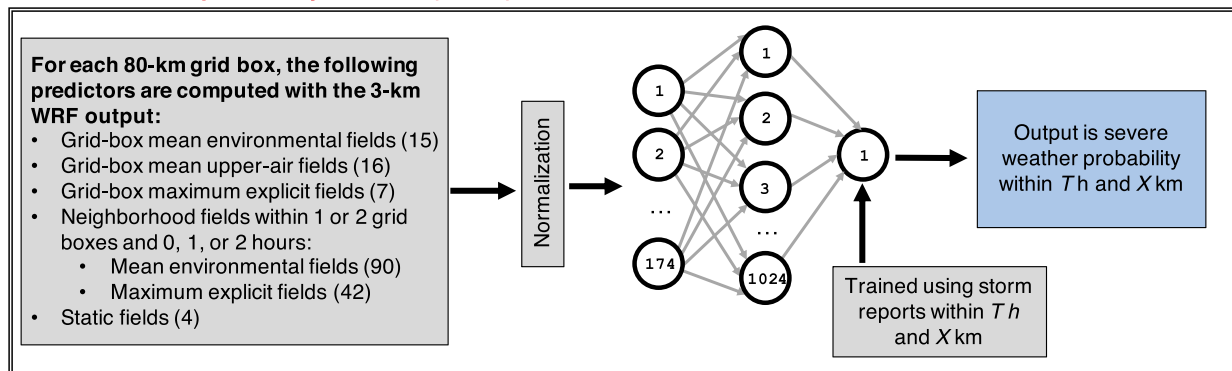 For each 80-km grid box, the following
predictors are computed with the 3-km
WRF output:
• Grid-box mean environmental fields (15)
• Grid-box mean upper-air fields (16)
• Grid-box maximum explicit fields (7)
• Neighborhood fields within 1 or 2 grid
boxes and 0, 1, or 2 hours:
• Mean environmental fields (90)
• Maximum explicit fields (42)
• Static fields (4)
Normalization
1
2
...
174
1
2
3
...
1024
1
Trained using storm
reports within T h
and X km
Output is severe
weather probability
within T h and X km